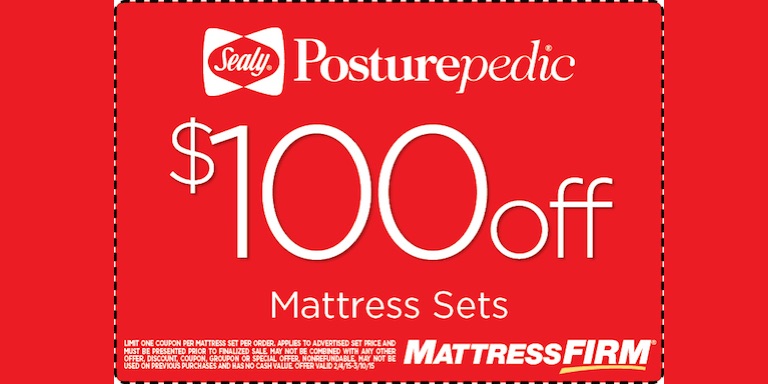 Sealy® Posturepedic®
$100off
Mattress Sets
LIMIT ONE COUPON PER MATTRESS SET PER ORDER. APPLIES TO ADVERTISED SET PRICE AND
MUST BE PRESENTED PRIOR TO FINALIZED SALE. MAY NOT BE COMBINED WITH ANY OTHER
OFFER, DISCOUNT, COUPON, GROUPON OR SPECIAL OFFER, NONREFUNDABLE, MAY NOT BE
USED ON PREVIOUS PURCHASES AND HAS NO CASH VALUE. OFFER VALID 2/4/15-3/10/15
MATTRESSFIRM®